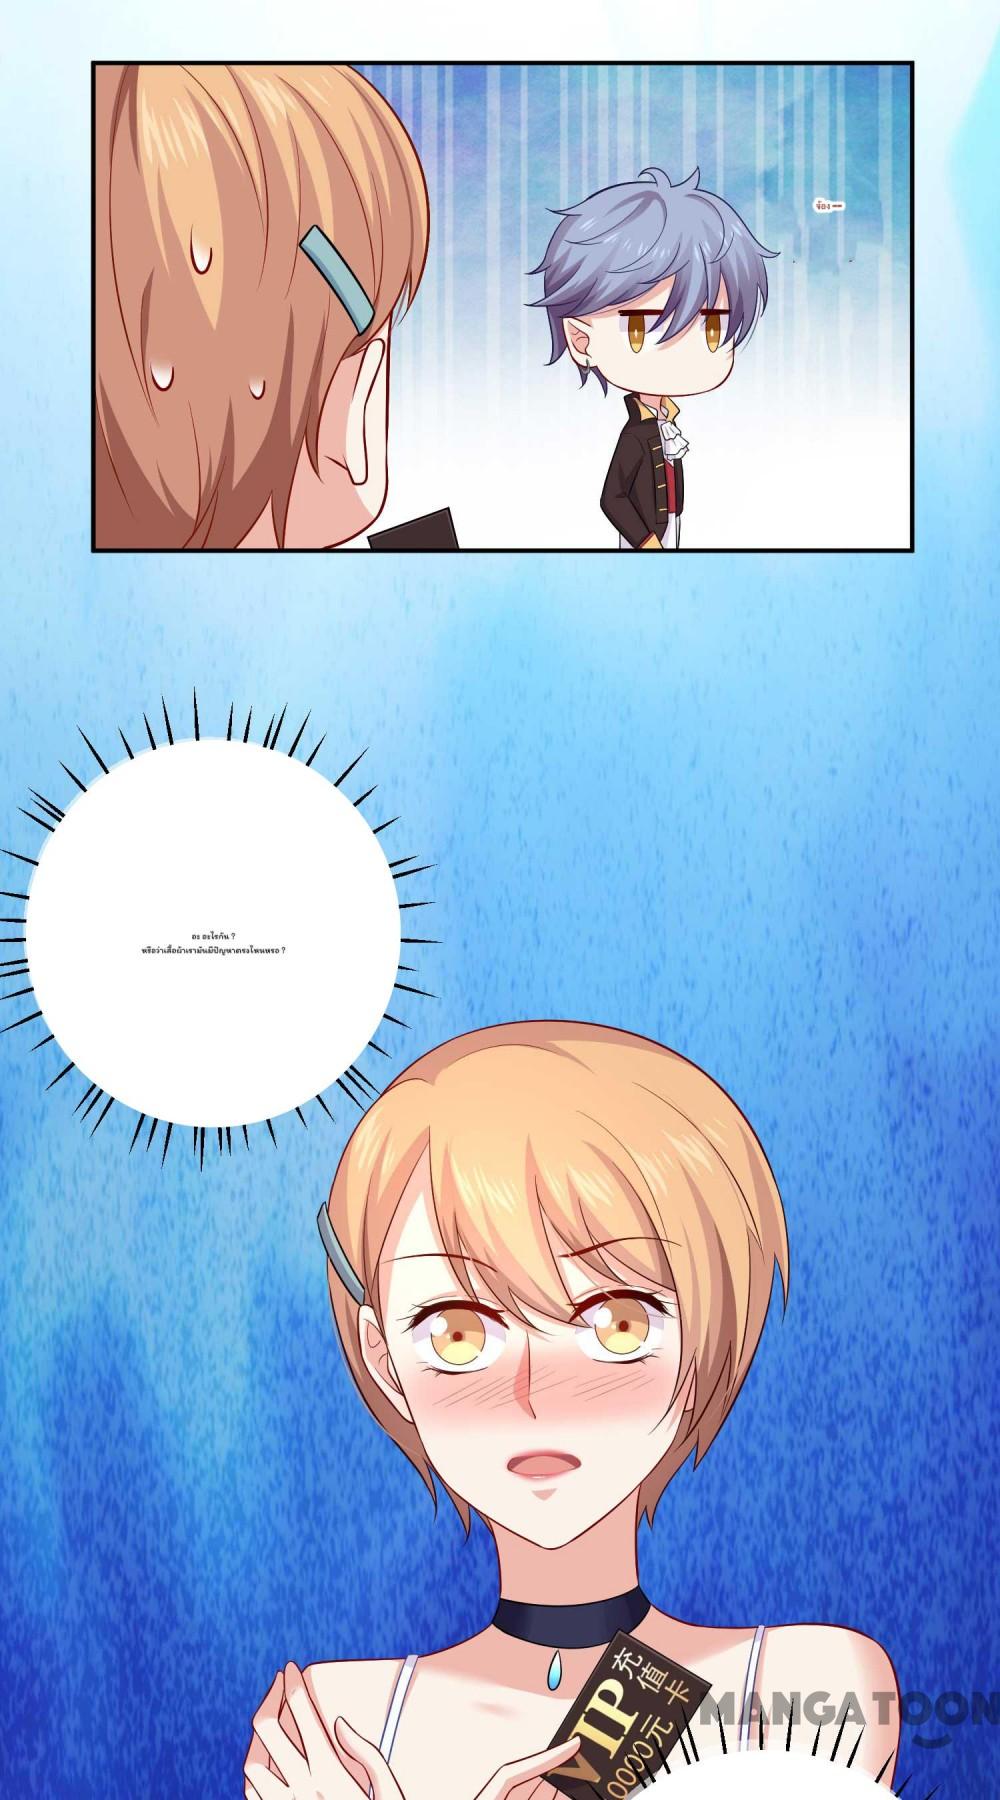 จ้อง --
อะ อะไรกัน ?
หรือว่าเสื้อผ้าเรามันมีปัญหาตรงไหนหรอ ?
充值卡
VIP
0000元
MANGATOON